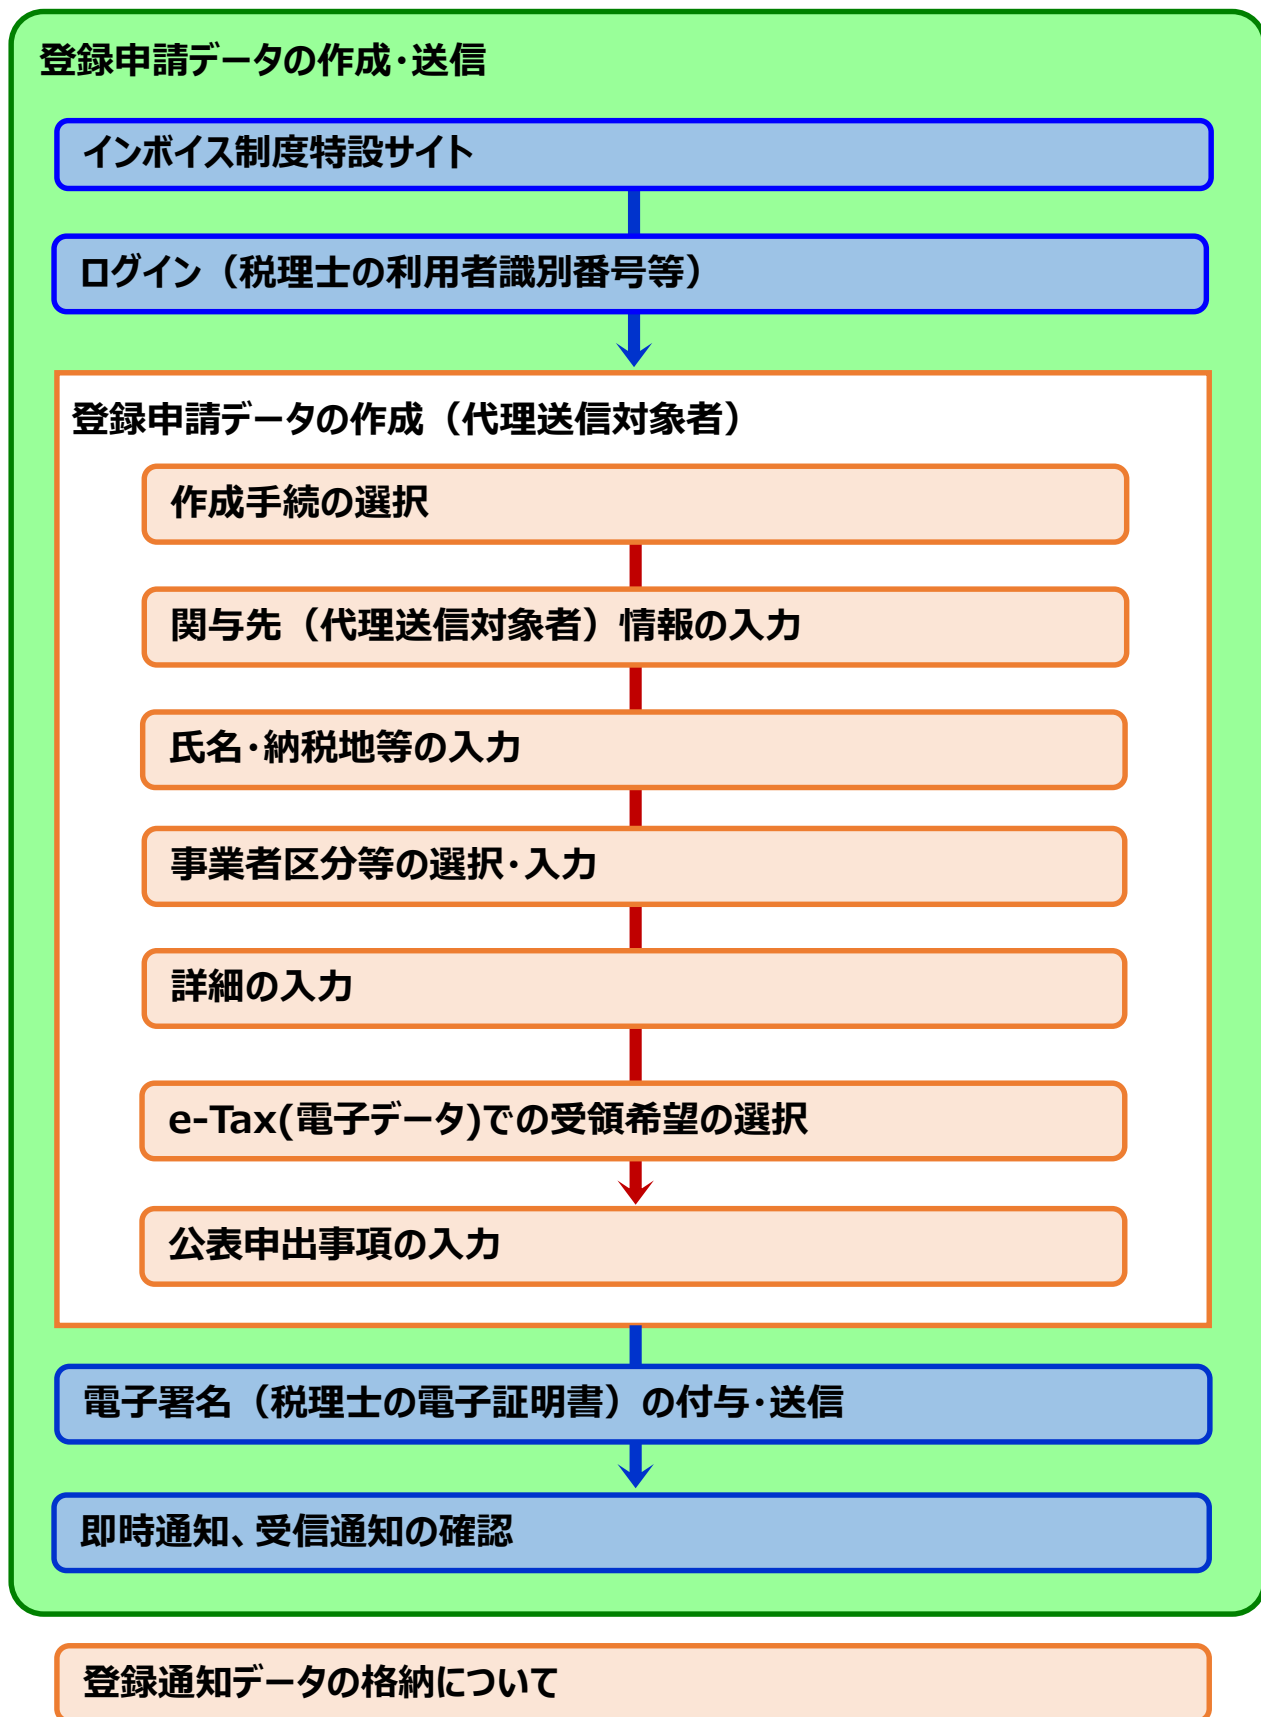 登録申請データの作成･送信
インボイス制度特設サイト
ログイン（税理士の利用者識別番号等）
登録申請データの作成（代理送信対象者）
作成手続の選択
関与先（代理送信対象者）情報の入力
氏名･納税地等の入力
事業者区分等の選択･入力
詳細の入力
e-Tax(電子データ)での受領希望の選択
公表申出事項の入力
電子署名（税理士の電子証明書）の付与･送信
即時通知、受信通知の確認
登録通知データの格納について